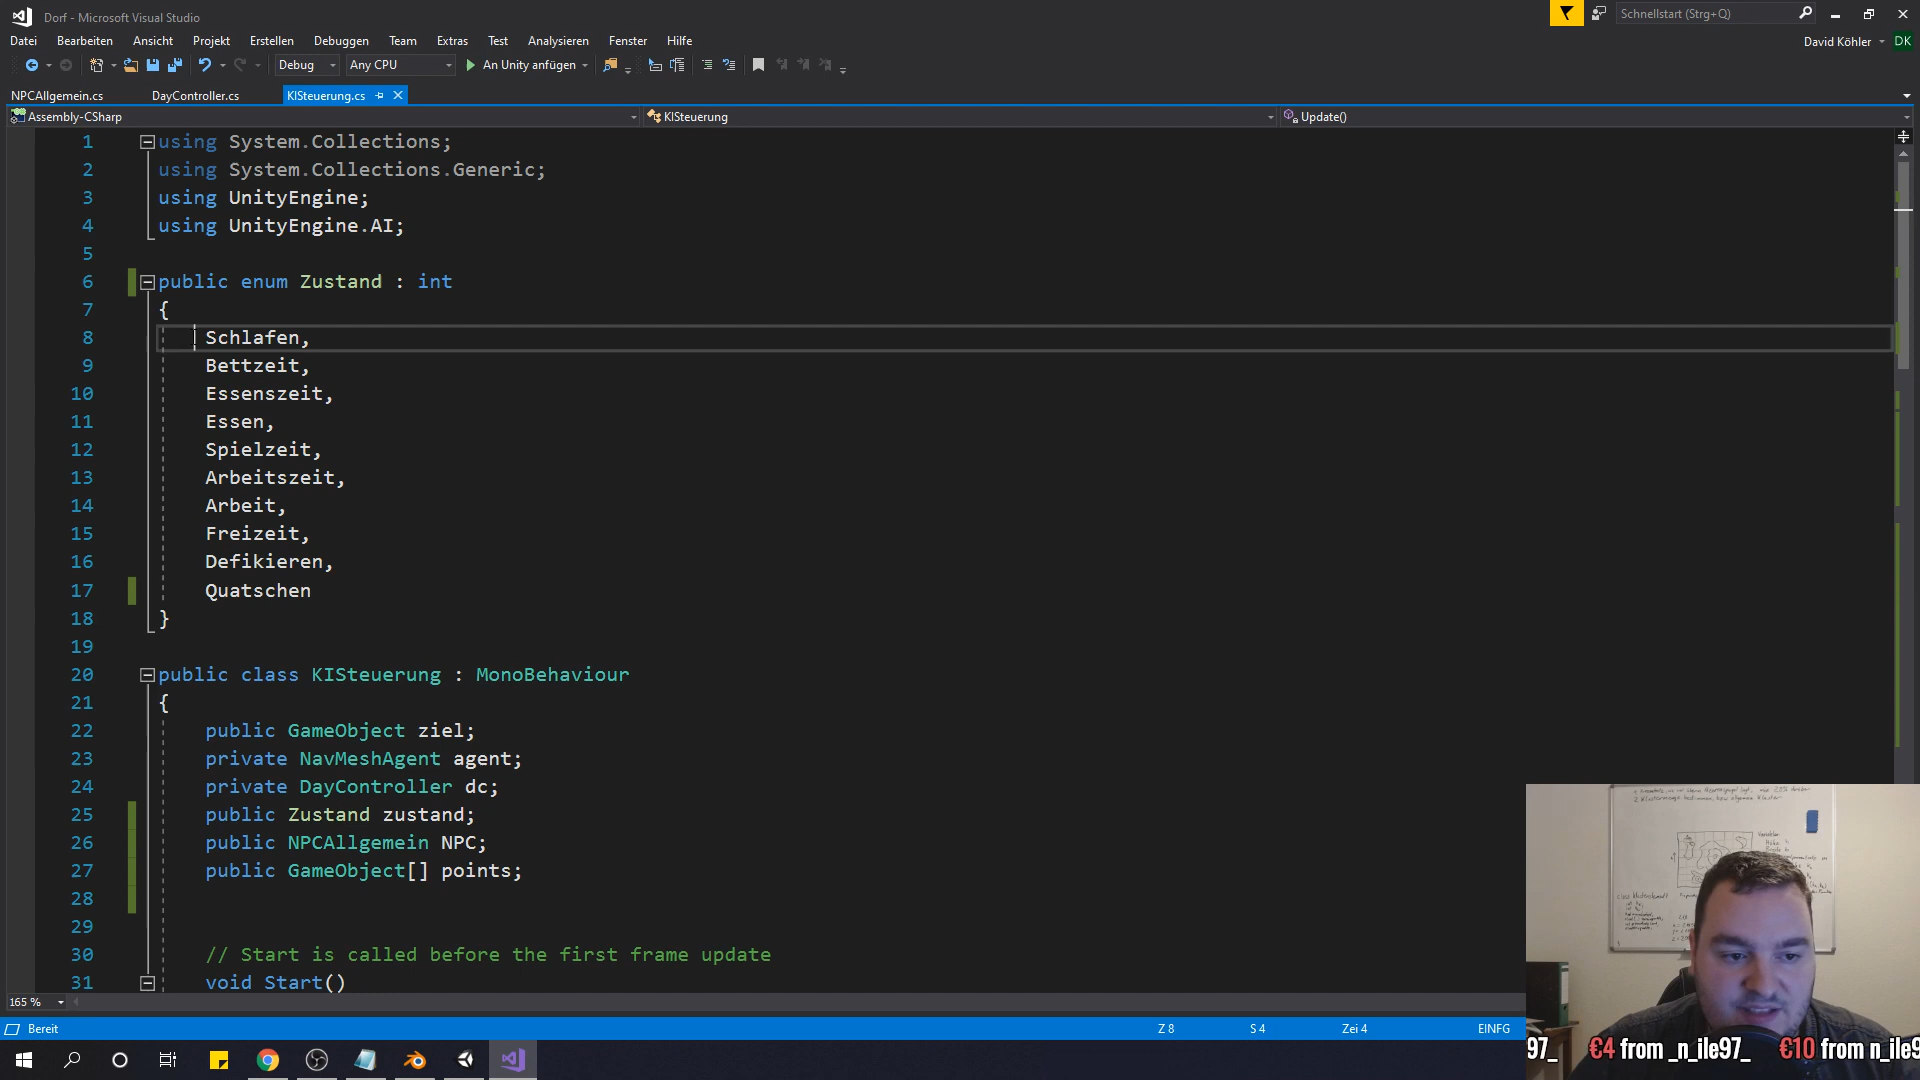 Dorf - Microsoft Visual Studio
Schnellstart (Strg+Q)
Datei Bearbeiten Ansicht Projekt Erstellen Debuggen Team Extras Test Analysieren Fenster Hilfe
David Köhler DK
Debug Any CPU An Unity anfügen
NPCAllgemein.cs DayController.cs KISteuerung.cs
Assembly-CSharp KISteuerung Update()
1 using System.Collections;
2 using System.Collections.Generic;
3 using UnityEngine;
4 using UnityEngine.AI;
5
6 public enum Zustand : int
7 {
8 Schlafen,
9 Bettzeit,
10 Essenszeit,
11 Essen,
12 Spielzeit,
13 Arbeitszeit,
14 Arbeit,
15 Freizeit,
16 Defikieren,
17 Quatschen
18 }
19
20 public class KISteuerung : MonoBehaviour
21 {
22 public GameObject ziel;
23 private NavMeshAgent agent;
24 private DayController dc;
25 public Zustand zustand;
26 public NPCAllgemein NPC;
27 public GameObject[] points;
28
29
30 // Start is called before the first frame update
31 void Start()
165 %
Bereit Z 8 S 4 Zei 4 EINFG
97_ €4 from _n_ile97_ €10 from n_ile9